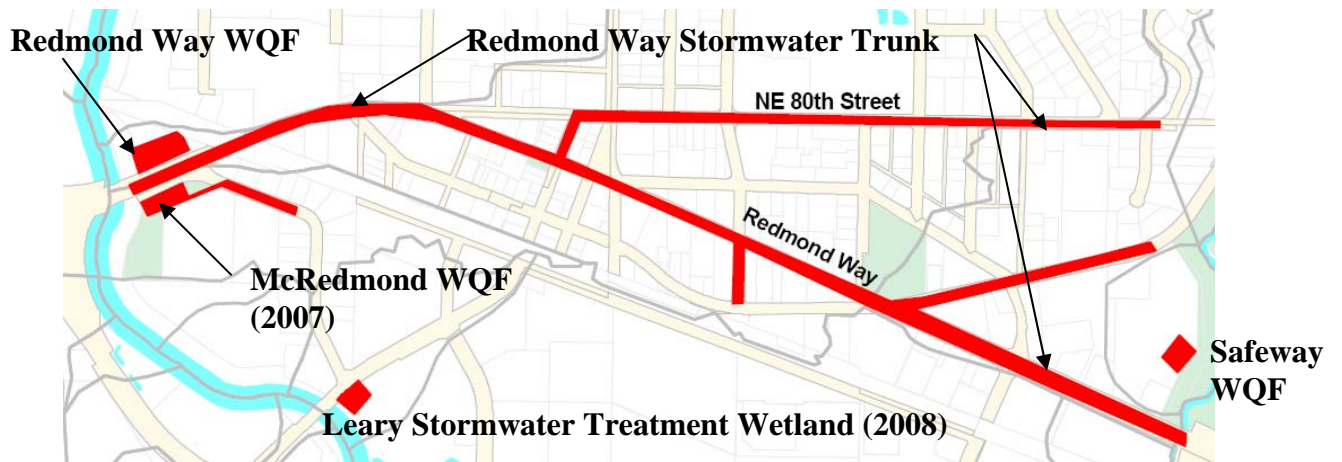 Redmond Way WQF
Redmond Way Stormwater Trunk
NE 80th Street
Redmond Way
McRedmond WQF
(2007)
Safeway
WQF
Leary Stormwater Treatment Wetland (2008)